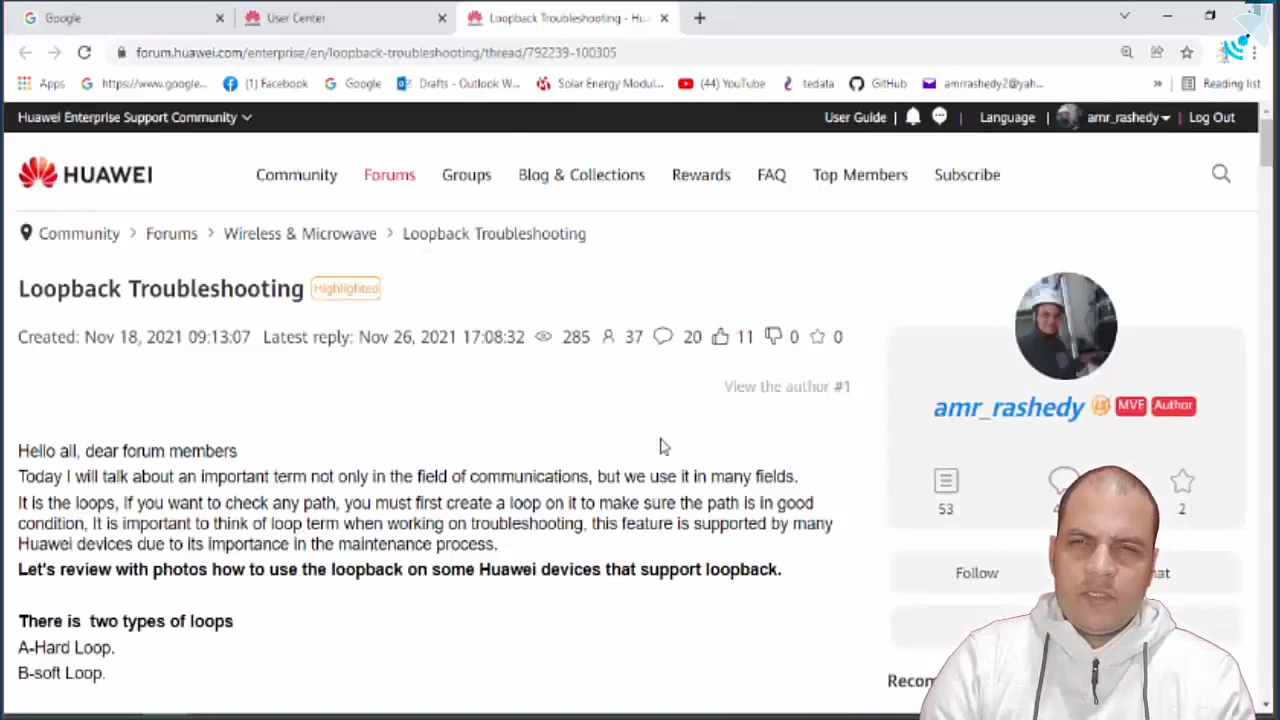 Google
User Center
Loopback Troubleshooting - Hu
forum.huawei.com/enterprise/en/loopback-troubleshooting/thread/792239-100305
Apps
https://www.google...
(1) Facebook
Google
Drafts - Outlook W...
Solar Energy Modul...
(44) YouTube
tedata
GitHub
amrrashedy2@yah...
»
Reading list
Huawei Enterprise Support Community
User Guide |
| Language | amr_rashedy | Log Out
HUAWEI
Community
Forums
Groups
Blog & Collections
Rewards
FAQ
Top Members
Subscribe
Community > Forums > Wireless & Microwave > Loopback Troubleshooting
Loopback Troubleshooting Highlighted
Created: Nov 18, 2021 09:13:07 Latest reply: Nov 26, 2021 17:08:32 285 37 20 11 0 0
View the author #1
amr_rashedy MVE Author
53
2
Follow
Hello all, dear forum members
Today I will talk about an important term not only in the field of communications, but we use it in many fields.
It is the loops, If you want to check any path, you must first create a loop on it to make sure the path is in good
condition, It is important to think of loop term when working on troubleshooting, this feature is supported by many
Huawei devices due to its importance in the maintenance process.
Let's review with photos how to use the loopback on some Huawei devices that support loopback.
There is two types of loops
A-Hard Loop.
B-soft Loop.